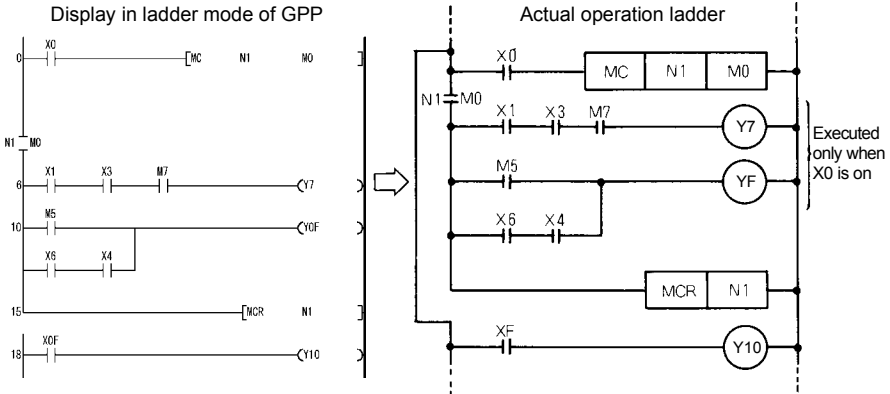 Display in ladder mode of GPP
0 X0 MC N1 M0
N1 M0
6 X1 X3 M7 Y7
10 M5 Y0F
X6 X4
15 MCR N1
18 X0F Y10
Actual operation ladder
X0 MC N1 M0
N1 M0
X1 X3 M7 Y7
M5 YF
X6 X4
MCR N1
XF Y10
Executed
only when
X0 is on